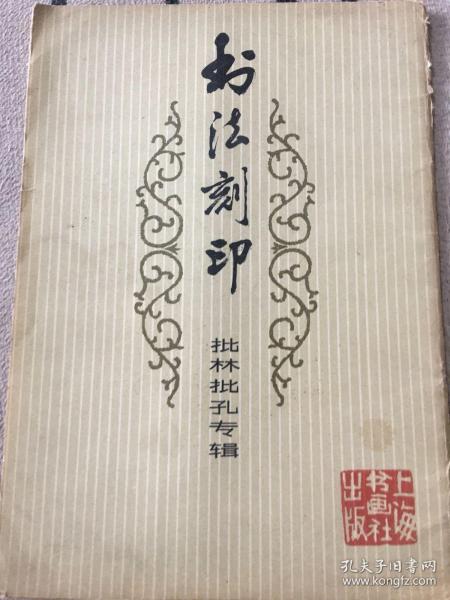 书法刻印
批林批孔专辑
上海
书画社
出版
孔夫子旧书网
www.kongfz.com